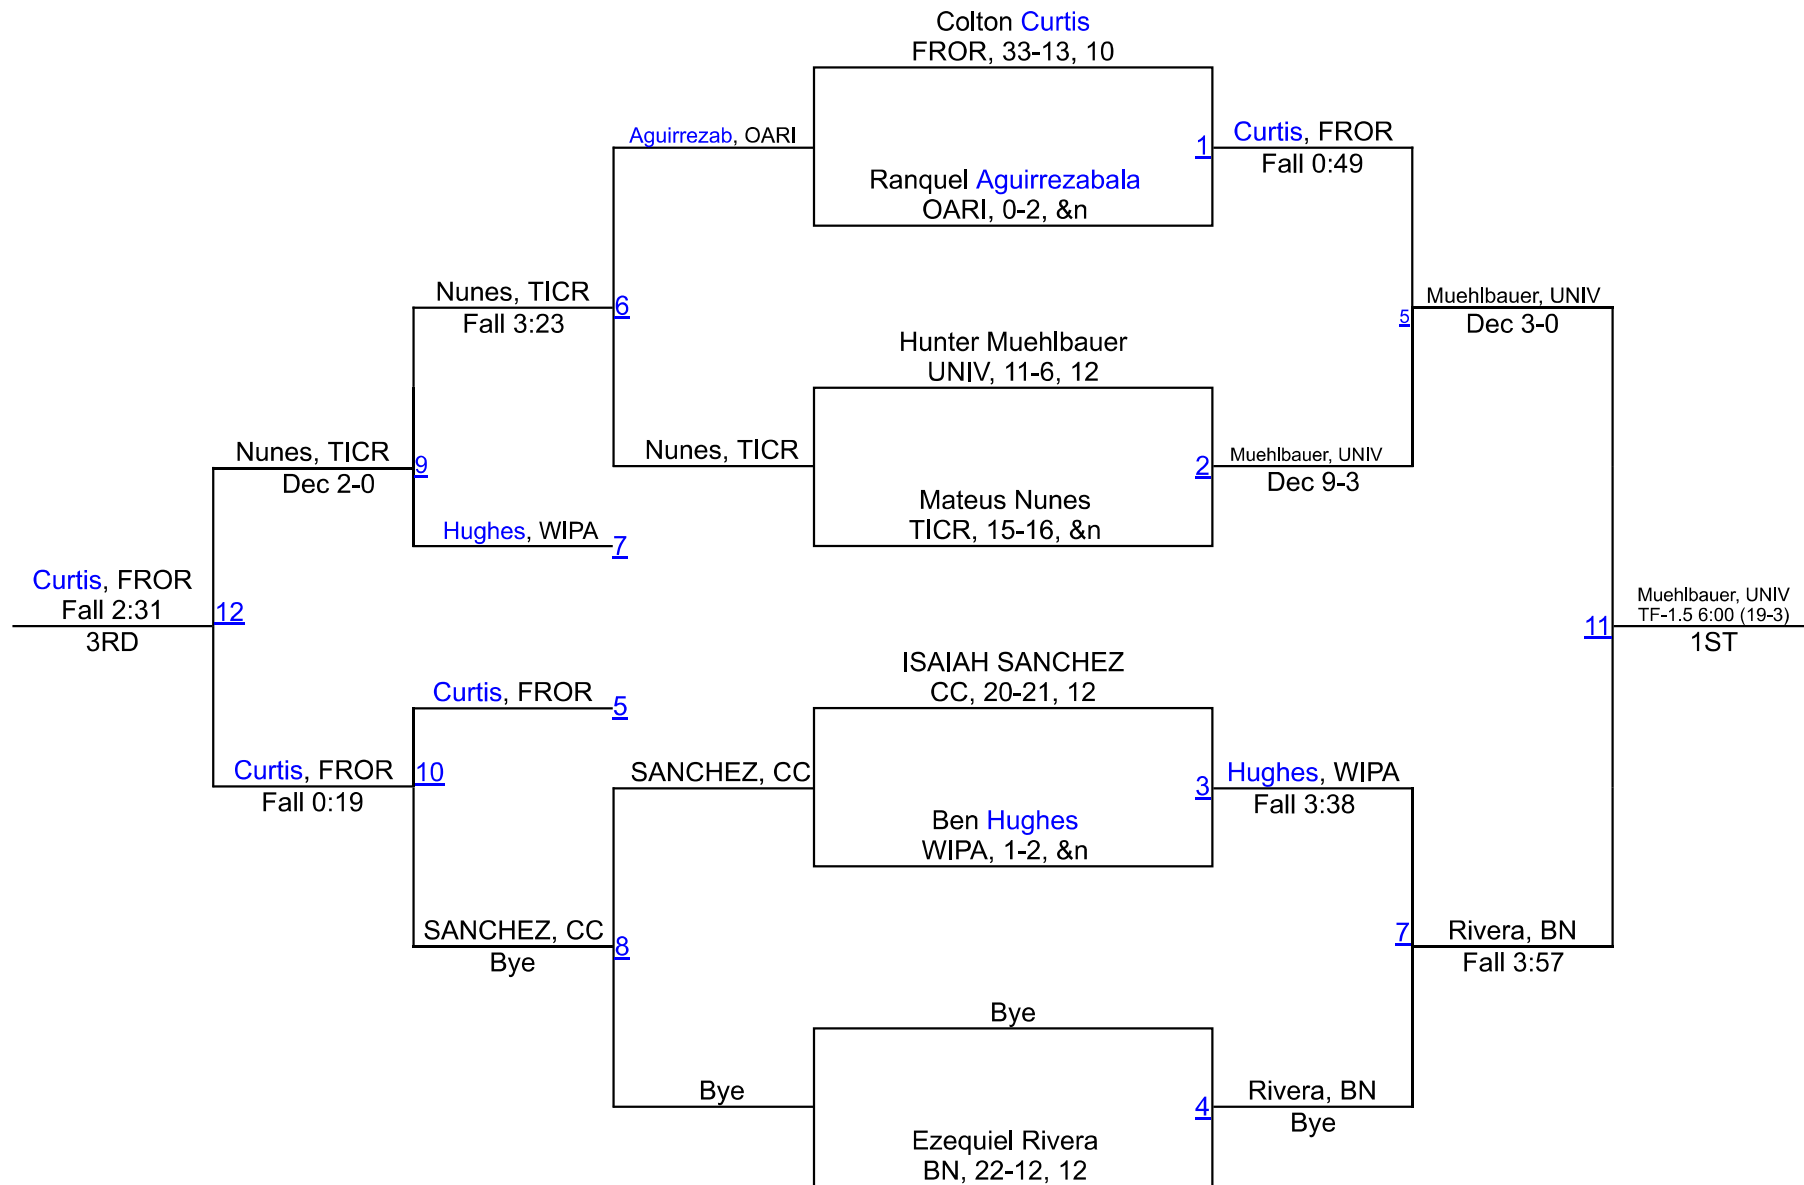 Colton Curtis
FROR, 33-13, 10
Aguirrezab, OARI
1
Curtis, FROR
Fall 0:49
Ranquel Aguirrezabala
OARI, 0-2, &n
Nunes, TICR
Fall 3:23
6
5
Muehlbauer, UNIV
Dec 3-0
Hunter Muehlbauer
UNIV, 11-6, 12
Nunes, TICR
Dec 2-0
9
Nunes, TICR
2
Muehlbauer, UNIV
Dec 9-3
Mateus Nunes
TICR, 15-16, &n
Hughes, WIPA
7
Curtis, FROR
Fall 2:31
3RD
12
11
Muehlbauer, UNIV
TF-1.5 6:00 (19-3)
1ST
ISAIAH SANCHEZ
CC, 20-21, 12
Curtis, FROR
5
Curtis, FROR
Fall 0:19
10
SANCHEZ, CC
3
Hughes, WIPA
Fall 3:38
Ben Hughes
WIPA, 1-2, &n
SANCHEZ, CC
Bye
8
7
Rivera, BN
Fall 3:57
Bye
Bye
4
Rivera, BN
Bye
Ezequiel Rivera
BN, 22-12, 12